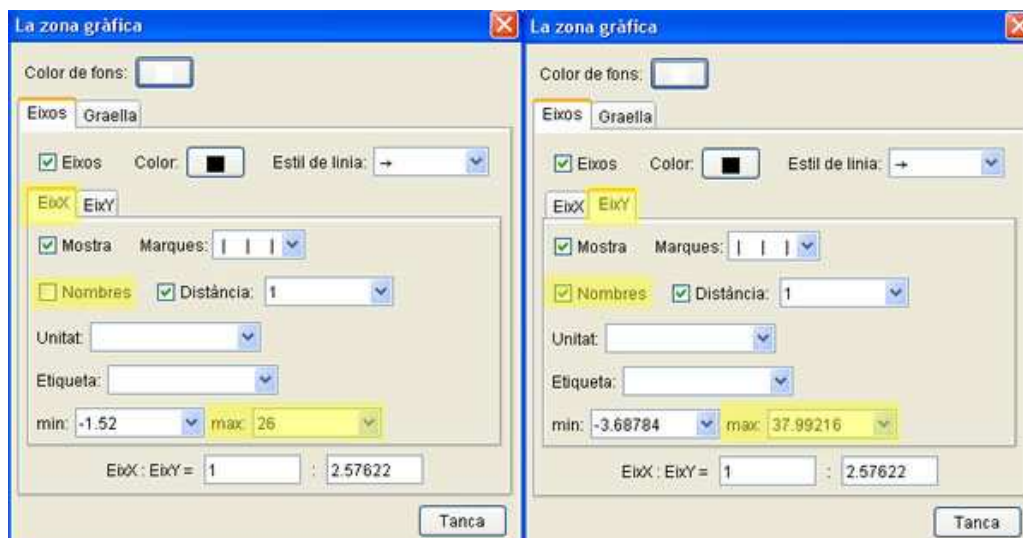 La zona gràfica
Color de fons:
Eixos Graella
Eixos Color: Estil de linia: →
EixX EixY
Mostra Marques: | | |
Nombres Distància: 1
Unitat:
Etiqueta:
min: -1.52 max: 26
EixX : EixY = 1 : 2.57622
Tanca
La zona gràfica
Color de fons:
Eixos Graella
Eixos Color: Estil de linia: →
EixX EixY
Mostra Marques: | | |
Nombres Distància: 1
Unitat:
Etiqueta:
min: -3.68784 max: 37.99216
EixX : EixY = 1 : 2.57622
Tanca